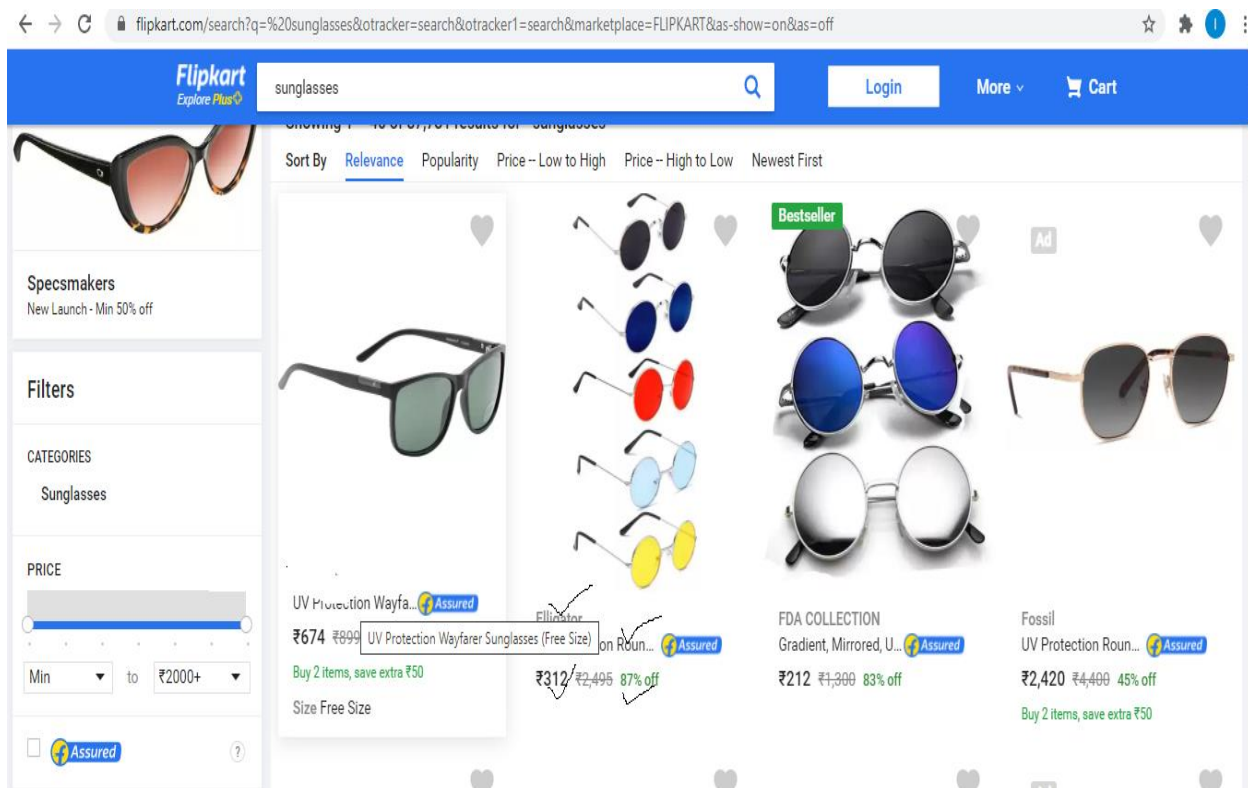 flipkart.com/search?q=%20sunglasses&otracker=search&otracker1=search&marketplace=FLIPKART&as-show=on&as=off
I
Flipkart
Explore Plus
sunglasses
Login
More
Cart
Sort By Relevance Popularity Price -- Low to High Price -- High to Low Newest First
Specsmakers
New Launch - Min 50% off
Filters
CATEGORIES
Sunglasses
PRICE
Min to ₹2000+
Assured ?
UV Protection Wayfa... Assured
₹674 ₹899
UV Protection Wayfarer Sunglasses (Free Size)
Buy 2 items, save extra ₹50
Size Free Size
Elligator
on Roun... Assured
₹312 ₹2,495 87% off
Bestseller
FDA COLLECTION
Gradient, Mirrored, U... Assured
₹212 ₹1,300 83% off
Ad
Fossil
UV Protection Roun... Assured
₹2,420 ₹4,400 45% off
Buy 2 items, save extra ₹50